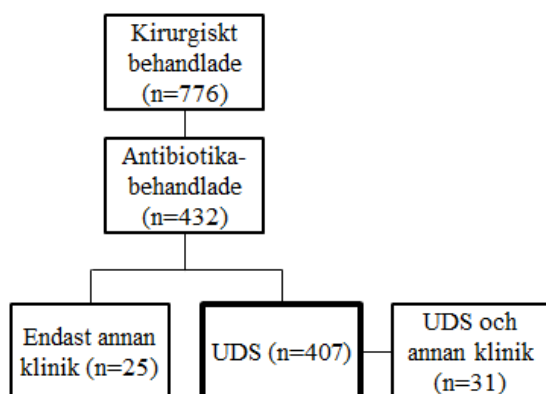 Kirurgiskt
behandlade
(n=776)
Antibiotika-
behandlade
(n=432)
Endast annan
klinik (n=25)
UDS (n=407)
UDS och
annan klinik
(n=31)